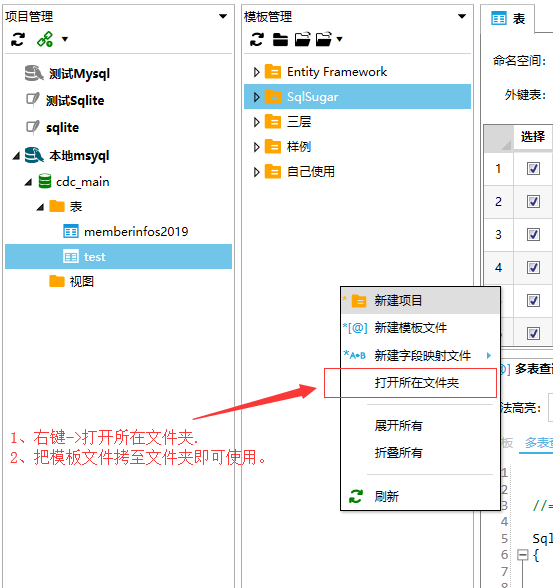 项目管理
测试Mysql
测试Sqlite
sqlite
本地msyql
cdc_main
表
memberinfos2019
test
视图
模板管理
Entity Framework
SqlSugar
三层
样例
自己使用
新建项目
*[@] 新建模板文件
*A•B 新建字段映射文件
打开所在文件夹
展开所有
折叠所有
刷新
1、右键->打开所在文件夹.
2、把模板文件拷至文件夹即可使用。
表
命名空间:
外键表:
选择
1
2
3
4
] 多表查
法高亮:
板 多表查
1
2
3 //=
4
5 Sql
6 {
7
8